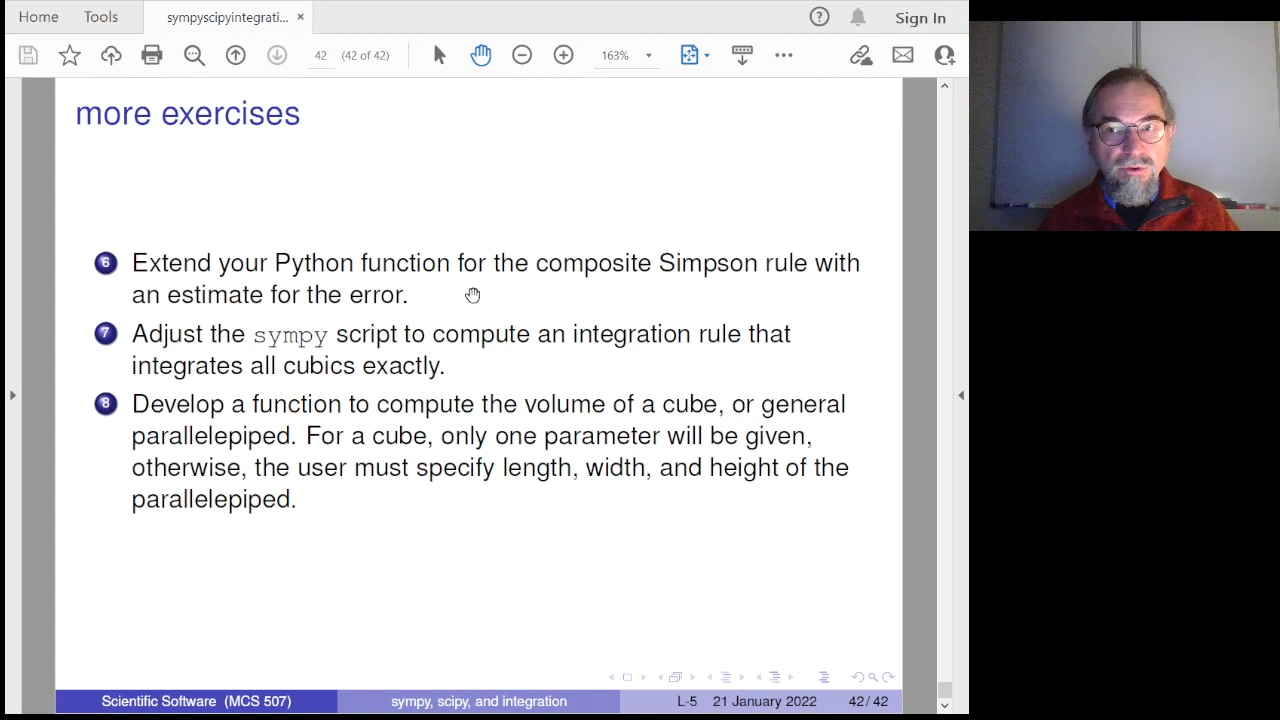 Home
Tools
sympyscipyintegrati...
Sign In
42
(42 of 42)
163%
more exercises
6 Extend your Python function for the composite Simpson rule with
an estimate for the error.
7 Adjust the sympy script to compute an integration rule that
integrates all cubics exactly.
8 Develop a function to compute the volume of a cube, or general
parallelepiped. For a cube, only one parameter will be given,
otherwise, the user must specify length, width, and height of the
parallelepiped.
Scientific Software (MCS 507)
sympy, scipy, and integration
L-5 21 January 2022
42 / 42